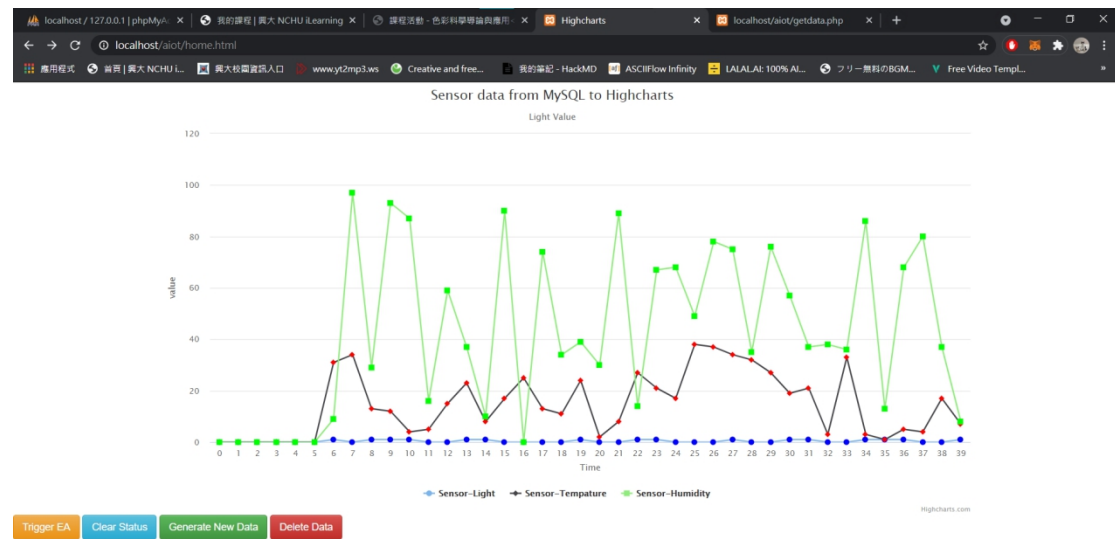 localhost / 127.0.0.1 | phpMyAd
我的課程 | 興大 NCHU iLearning
課程活動 - 色彩科學導論與應用
Highcharts
localhost/aiot/getdata.php
localhost/aiot/home.html
應用程式
首頁 | 興大 NCHU i...
興大校園資訊入口
www.yt2mp3.ws
Creative and free...
我的筆記 - HackMD
ASCIIFlow Infinity
LALAL.AI: 100% AI...
フリー無料のBGM...
Free Video Templ...
»
Sensor data from MySQL to Highcharts
Light Value
120
100
80
60
40
20
0
value
0 1 2 3 4 5 6 7 8 9 10 11 12 13 14 15 16 17 18 19 20 21 22 23 24 25 26 27 28 29 30 31 32 33 34 35 36 37 38 39
Time
Sensor-Light Sensor-Tempature Sensor-Humidity
Highcharts.com
Trigger EA Clear Status Generate New Data Delete Data